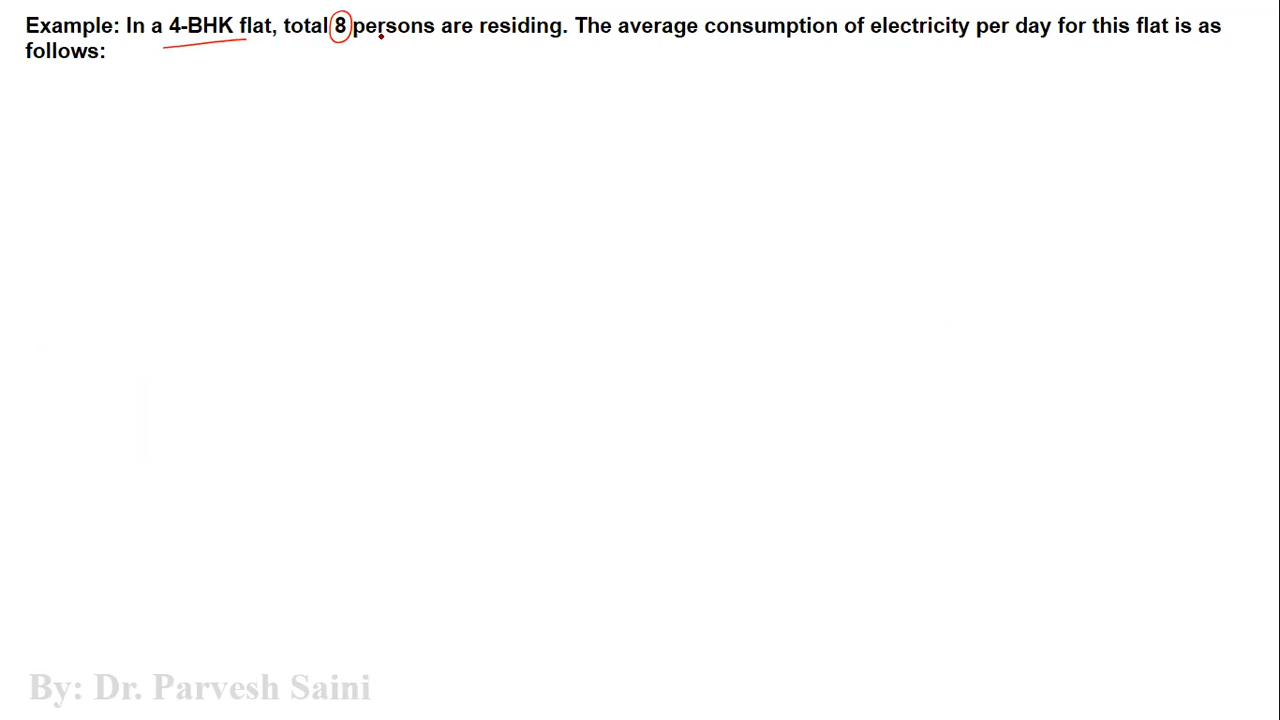 Example: In a 4-BHK flat, total 8 persons are residing. The average consumption of electricity per day for this flat is as
follows:
By: Dr. Parvesh Saini